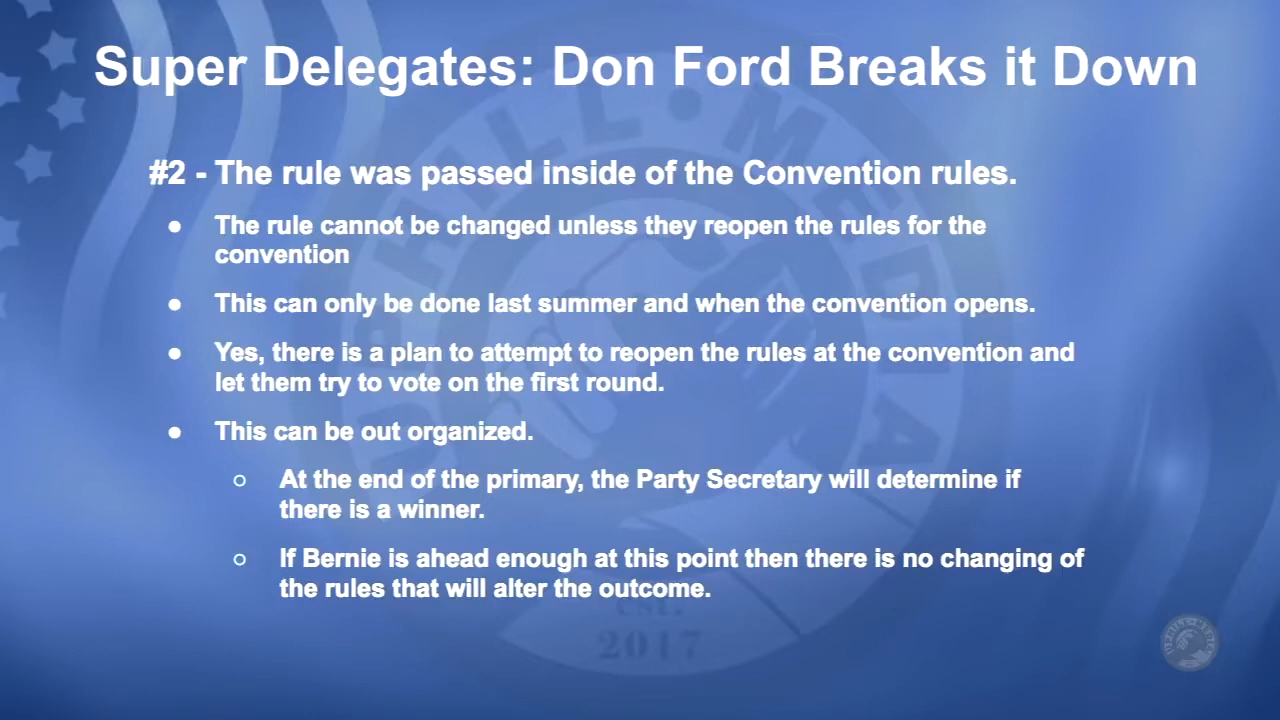 Super Delegates: Don Ford Breaks it Down
#2 - The rule was passed inside of the Convention rules.
● The rule cannot be changed unless they reopen the rules for the
convention
● This can only be done last summer and when the convention opens.
● Yes, there is a plan to attempt to reopen the rules at the convention and
let them try to vote on the first round.
● This can be out organized.
○ At the end of the primary, the Party Secretary will determine if
there is a winner.
○ If Bernie is ahead enough at this point then there is no changing of
the rules that will alter the outcome.
UPHILL • MEDIA
EST.
2017